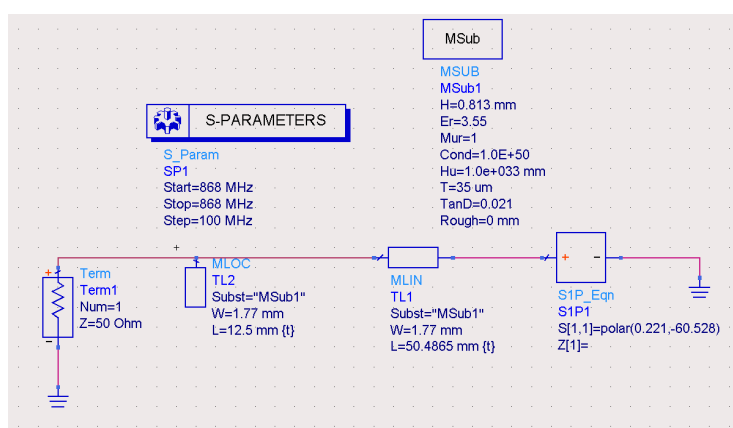 MSub
MSUB
MSub1
H=0.813 mm
Er=3.55
Mur=1
Cond=1.0E+50
Hu=1.0e+033 mm
T=35 um
TanD=0.021
Rough=0 mm
S-PARAMETERS
S_Param
SP1
Start=868 MHz
Stop=868 MHz
Step=100 MHz
+
Term
Term1
Num=1
Z=50 Ohm
-
MLOC
TL2
Subst="MSub1"
W=1.77 mm
L=12.5 mm {t}
MLIN
TL1
Subst="MSub1"
W=1.77 mm
L=50.4865 mm {t}
+ -
S1P_Eqn
S1P1
S[1,1]=polar(0.221,-60.528)
Z[1]=